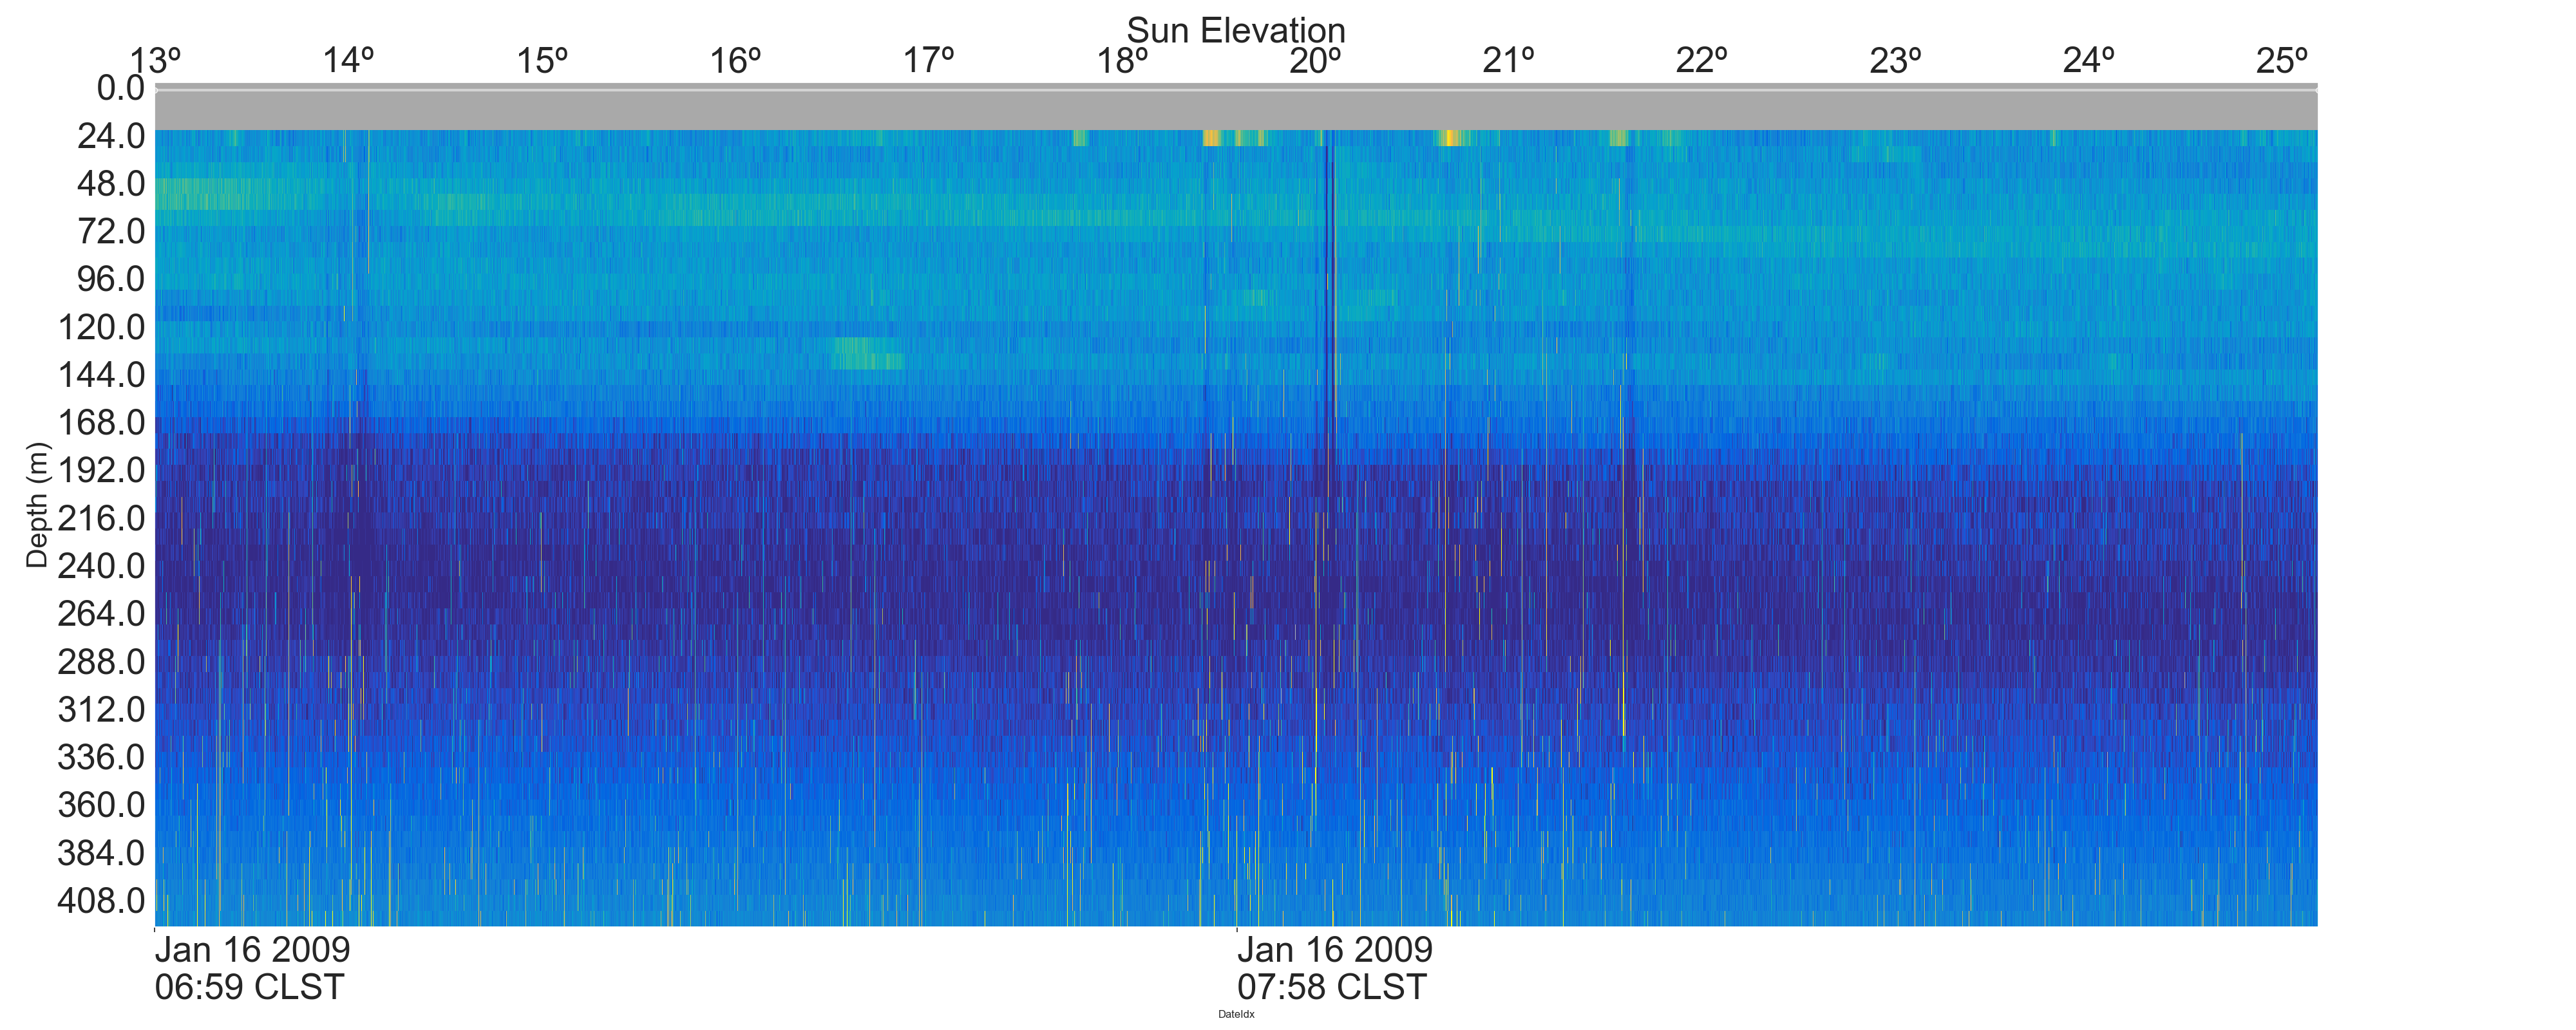 Sun Elevation
13º 14º 15º 16º 17º 18º 20º 21º 22º 23º 24º 25º
0.0
24.0
48.0
72.0
96.0
120.0
144.0
168.0
192.0
216.0
240.0
264.0
288.0
312.0
336.0
360.0
384.0
408.0
Depth (m)
Jan 16 2009
06:59 CLST
Jan 16 2009
07:58 CLST
DateIdx